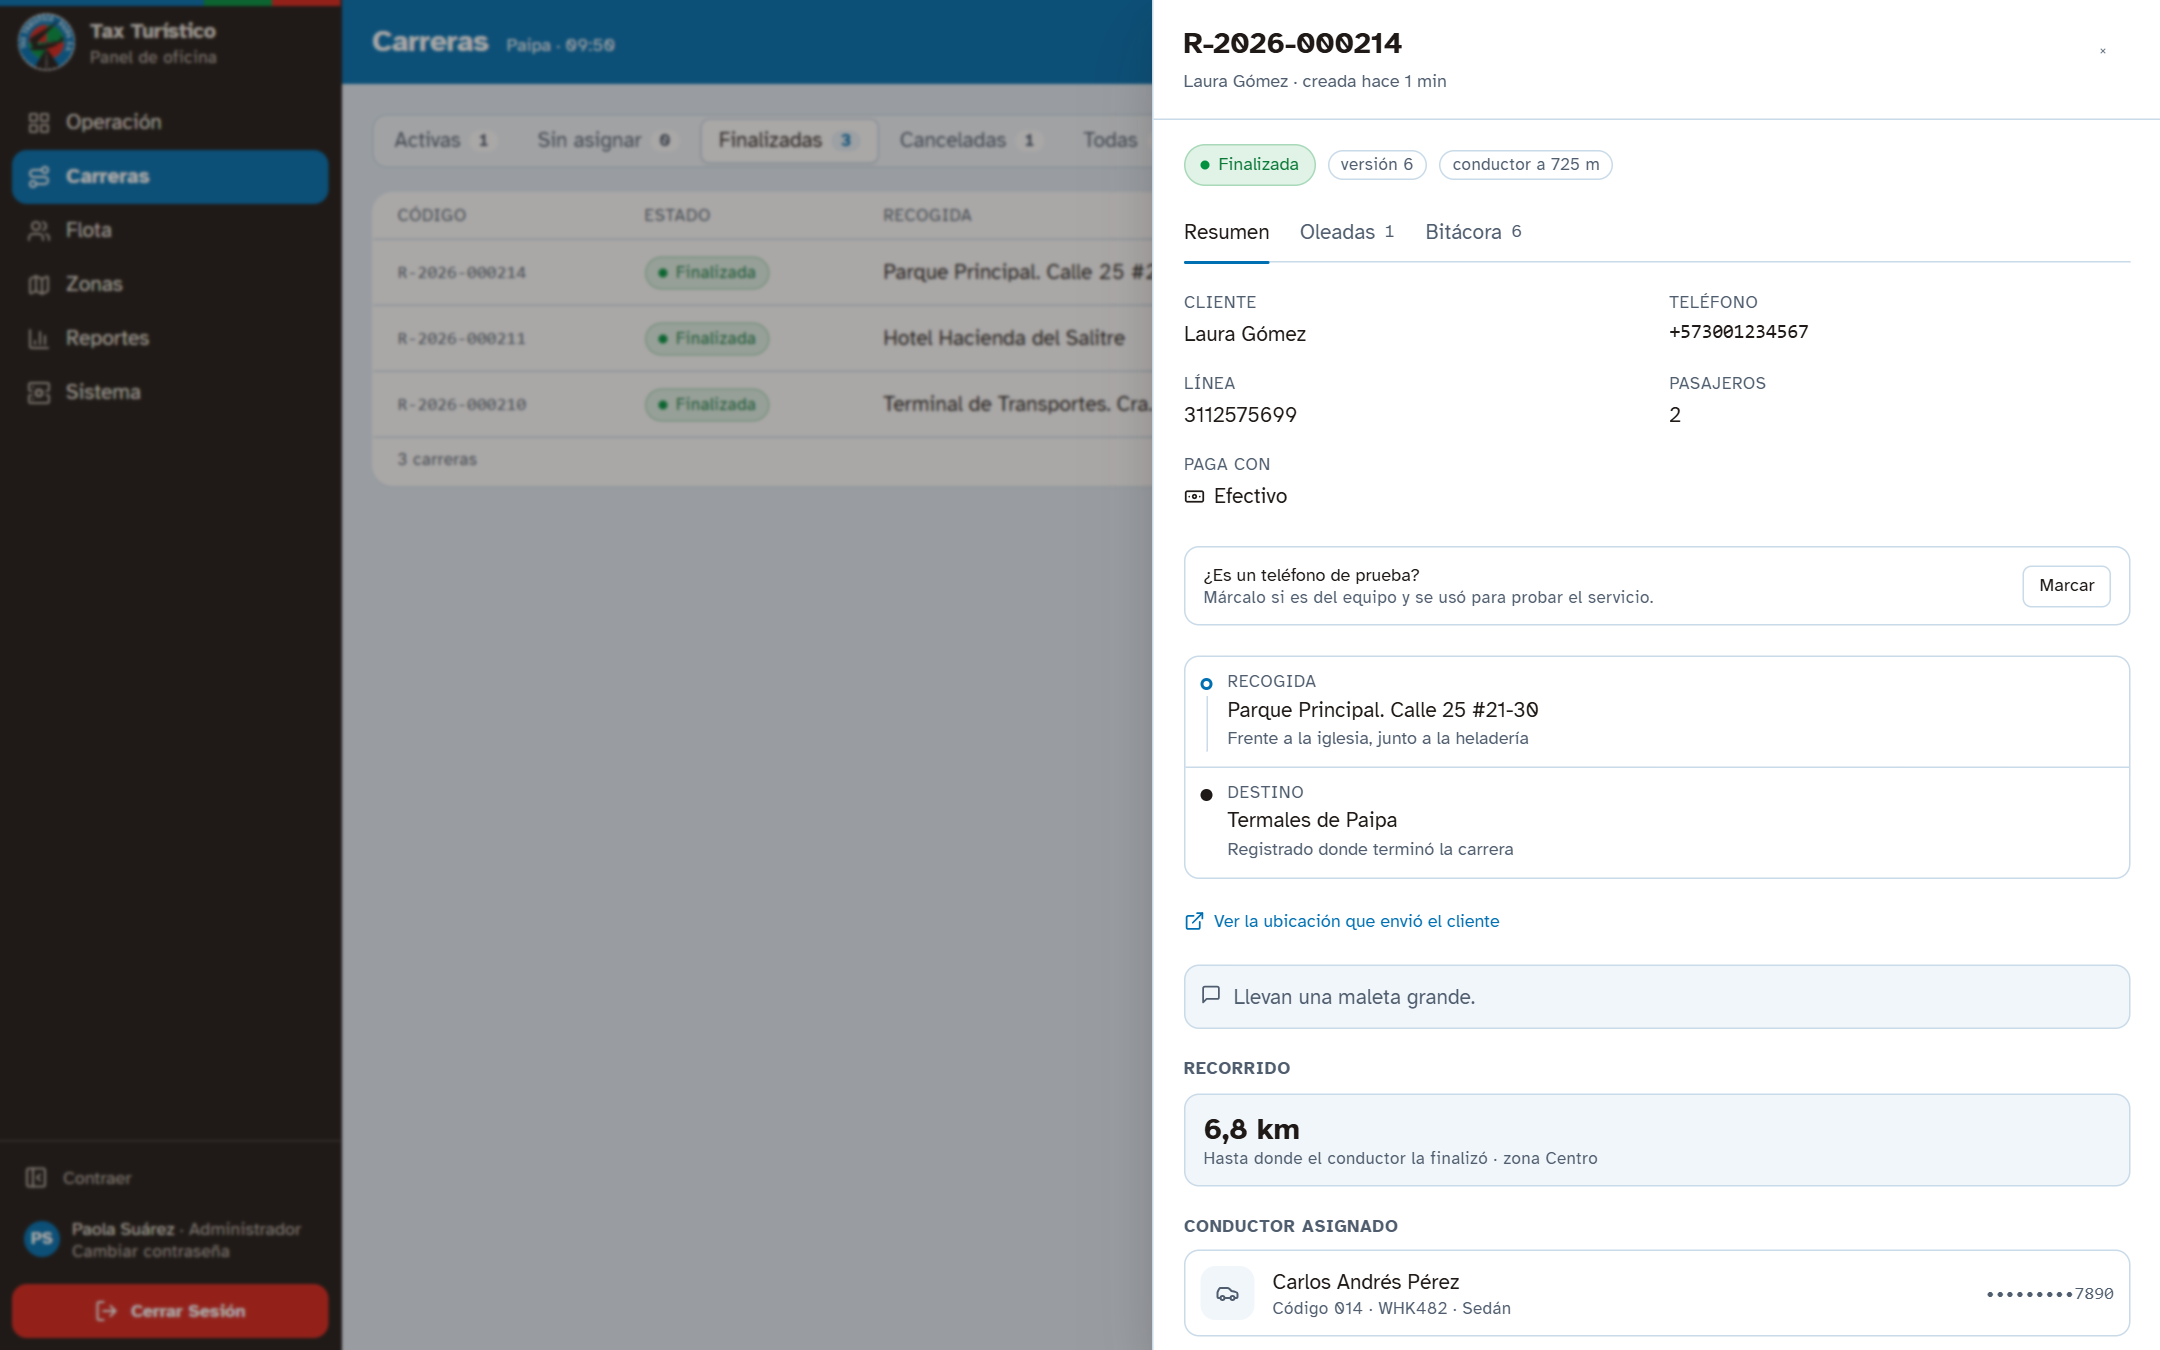 Tax Turístico
Panel de oficina
Operación
Carreras
Flota
Zonas
Reportes
Sistema
Contraer
PS
Paola Suárez · Administrador
Cambiar contraseña
Cerrar Sesión
Carreras Paipa · 09:50
Activas 1 Sin asignar 0 Finalizadas 3 Canceladas 1 Todas
CÓDIGO ESTADO RECOGIDA
R-2026-000214 Finalizada Parque Principal. Calle 25 #2
R-2026-000211 Finalizada Hotel Hacienda del Salitre
R-2026-000210 Finalizada Terminal de Transportes. Cra.
3 carreras
R-2026-000214
Laura Gómez · creada hace 1 min
Finalizada versión 6 conductor a 725 m
Resumen Oleadas 1 Bitácora 6
CLIENTE TELÉFONO
Laura Gómez +573001234567
LÍNEA PASAJEROS
3112575699 2
PAGA CON
Efectivo
¿Es un teléfono de prueba?
Márcalo si es del equipo y se usó para probar el servicio.
Marcar
RECOGIDA
Parque Principal. Calle 25 #21-30
Frente a la iglesia, junto a la heladería
DESTINO
Termales de Paipa
Registrado donde terminó la carrera
Ver la ubicación que envió el cliente
Llevan una maleta grande.
RECORRIDO
6,8 km
Hasta donde el conductor la finalizó · zona Centro
CONDUCTOR ASIGNADO
Carlos Andrés Pérez
Código 014 · WHK482 · Sedán
•••••••••7890